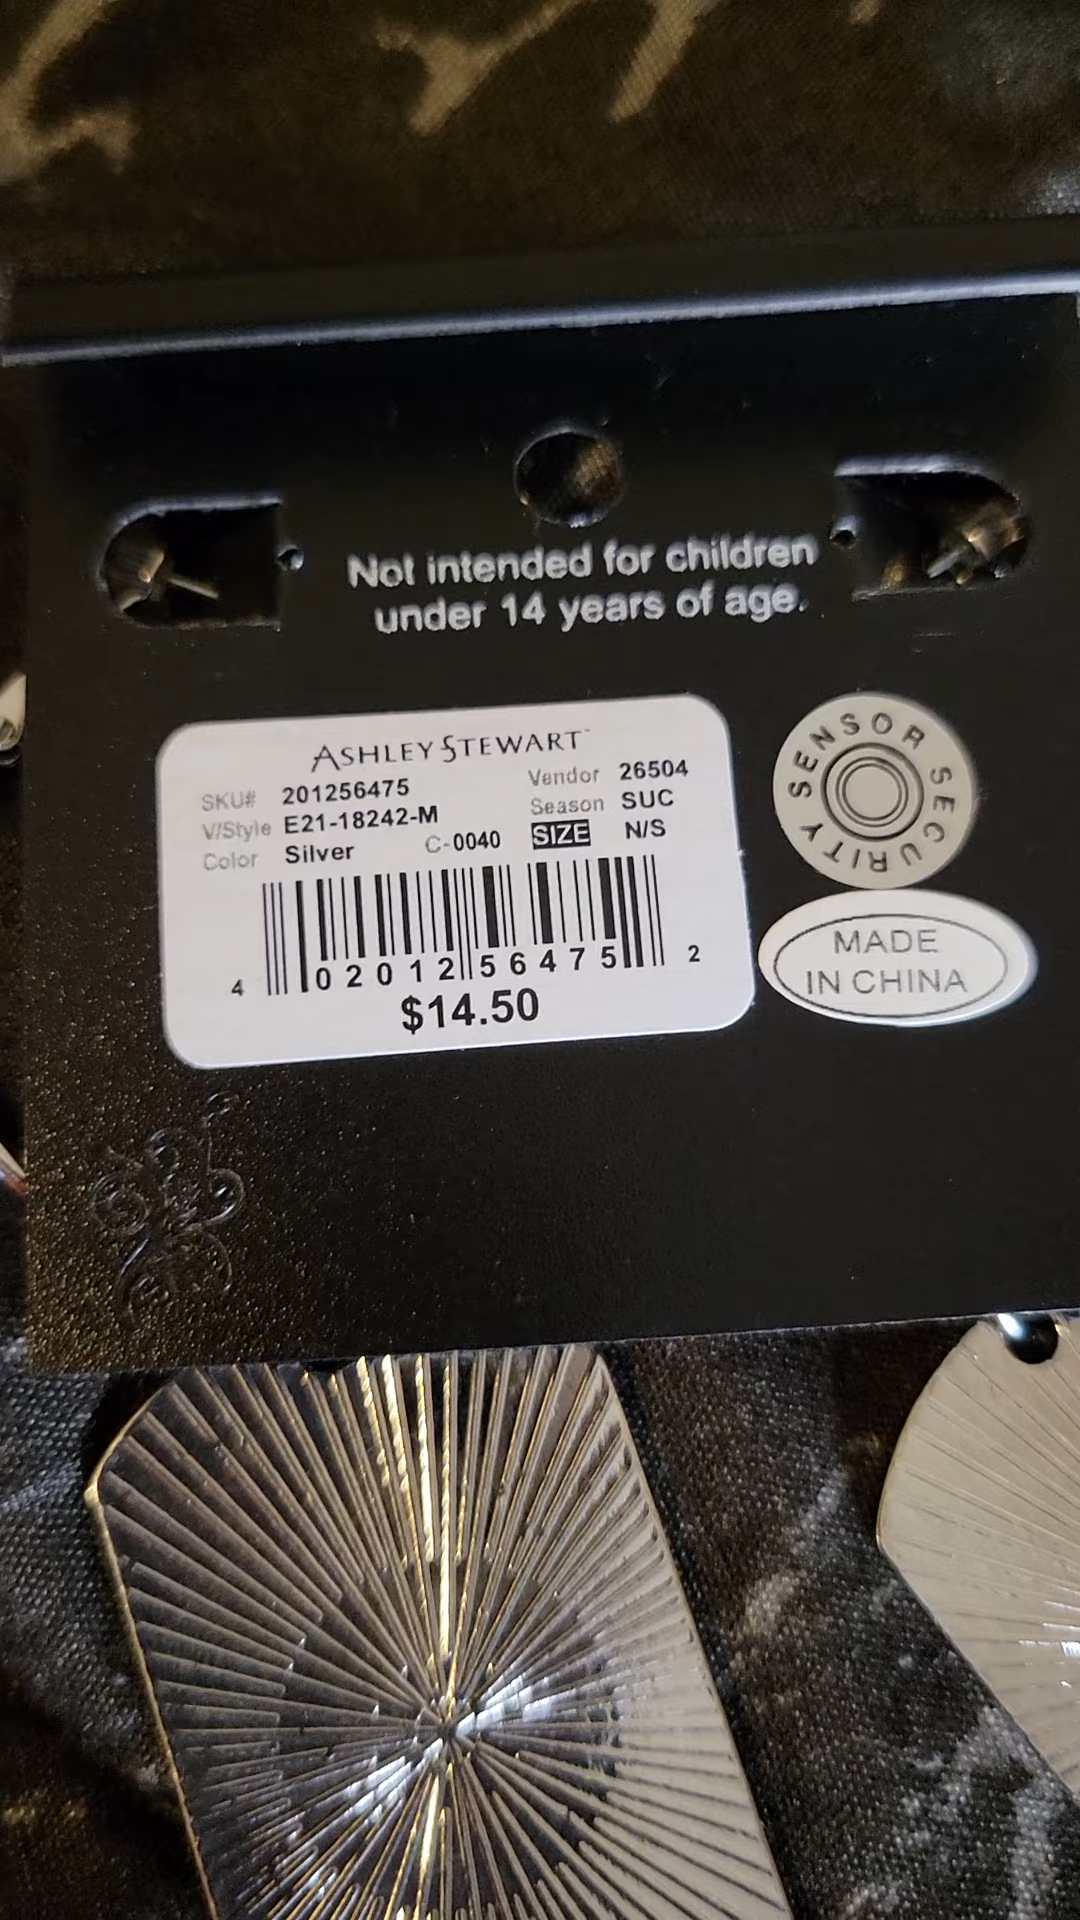 Not intended for children
under 14 years of age.
ASHLEY STEWART
SKU# 201256475 Vendor 26504
V/Style E21-18242-M Season SUC
Color Silver C-0040 SIZE N/S
4 02012 56475 2
$14.50
SENSOR SECURITY
MADE
IN CHINA